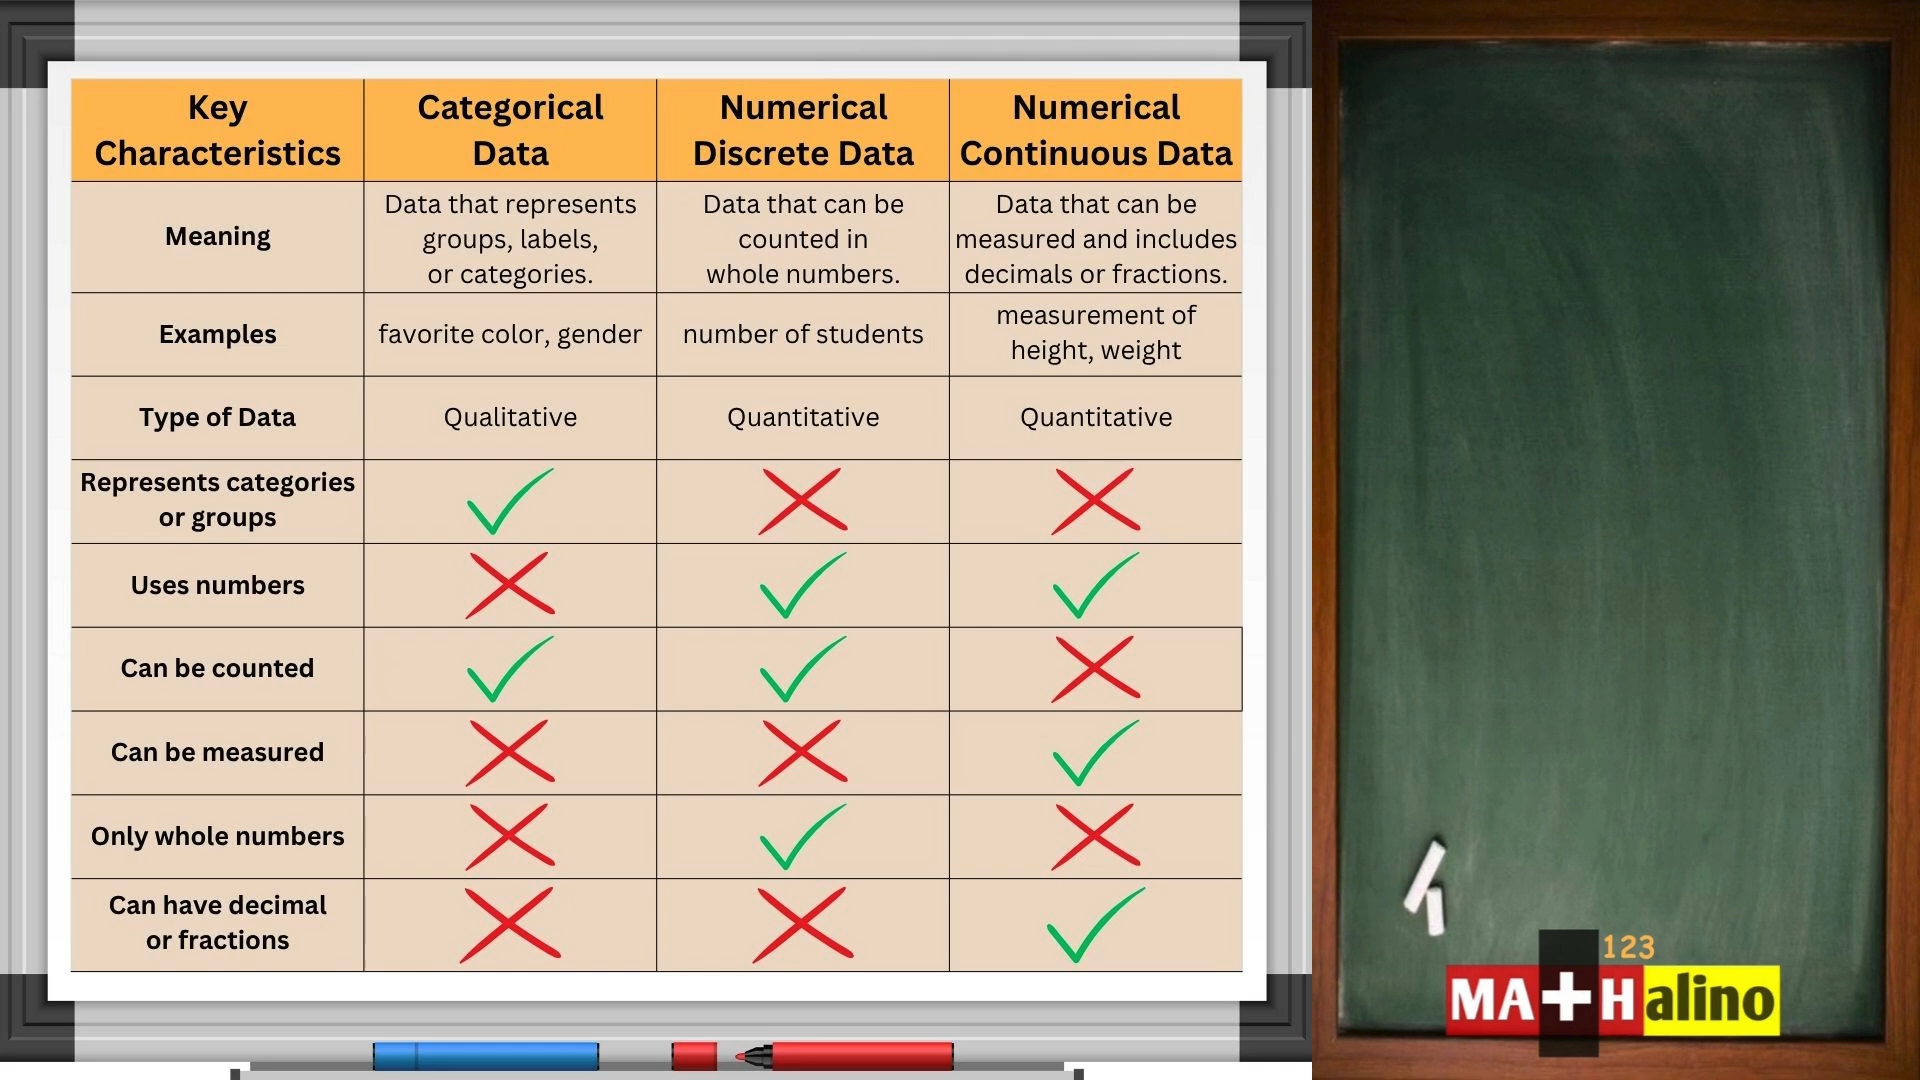 Key
Characteristics
Categorical
Data
Numerical
Discrete Data
Numerical
Continuous Data
Meaning
Data that represents
groups, labels,
or categories.
Data that can be
counted in
whole numbers.
Data that can be
measured and includes
decimals or fractions.
Examples
favorite color, gender
number of students
measurement of
height, weight
Type of Data
Qualitative
Quantitative
Quantitative
Represents categories
or groups
Uses numbers
Can be counted
Can be measured
Only whole numbers
Can have decimal
or fractions
123
MA+Halino